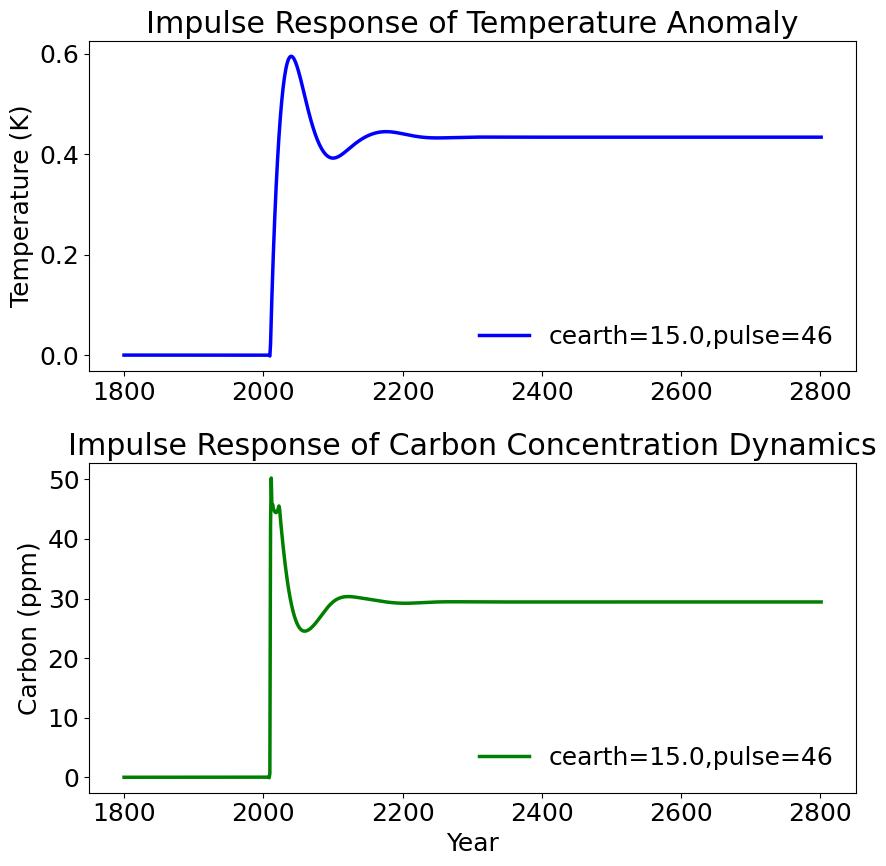 Impulse Response of Temperature Anomaly
Temperature (K)
0.6
0.4
0.2
0.0
cearth=15.0,pulse=46
1800 2000 2200 2400 2600 2800
Impulse Response of Carbon Concentration Dynamics
Carbon (ppm)
50
40
30
20
10
0
cearth=15.0,pulse=46
1800 2000 2200 2400 2600 2800
Year